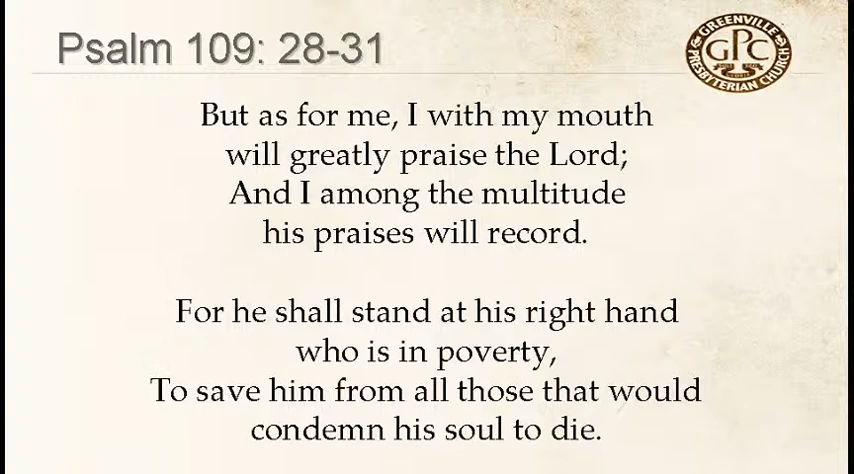 Psalm 109: 28-31
GREENVILLE
GPC
PRESBYTERIAN CHURCH
But as for me, I with my mouth
will greatly praise the Lord;
And I among the multitude
his praises will record.
For he shall stand at his right hand
who is in poverty,
To save him from all those that would
condemn his soul to die.